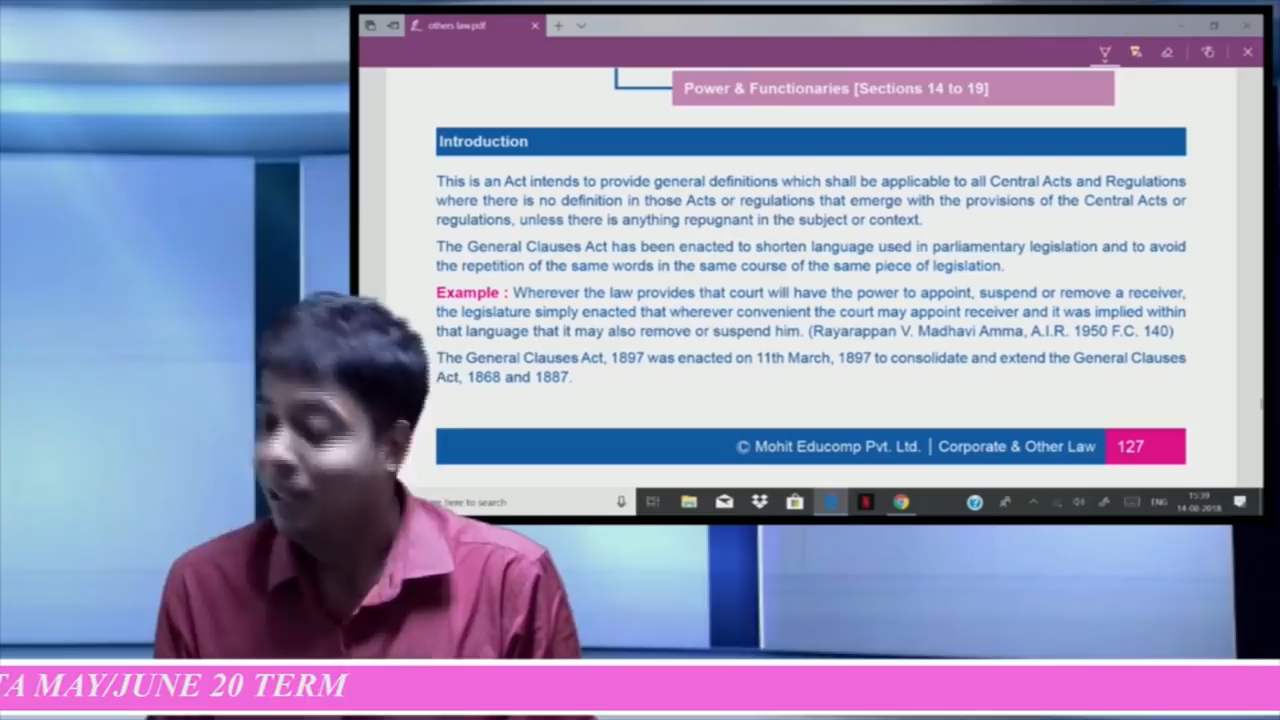 others law.pdf
Power & Functionaries [Sections 14 to 19]
Introduction
This is an Act intends to provide general definitions which shall be applicable to all Central Acts and Regulations
where there is no definition in those Acts or regulations that emerge with the provisions of the Central Acts or
regulations, unless there is anything repugnant in the subject or context.
The General Clauses Act has been enacted to shorten language used in parliamentary legislation and to avoid
the repetition of the same words in the same course of the same piece of legislation.
Example : Wherever the law provides that court will have the power to appoint, suspend or remove a receiver,
the legislature simply enacted that wherever convenient the court may appoint receiver and it was implied within
that language that it may also remove or suspend him. (Rayarappan V. Madhavi Amma, A.I.R. 1950 F.C. 140)
The General Clauses Act, 1897 was enacted on 11th March, 1897 to consolidate and extend the General Clauses
Act, 1868 and 1887.
© Mohit Educomp Pvt. Ltd. | Corporate & Other Law 127
here to search
ENG
15:39
14-08-2018
TA MAY/JUNE 20 TERM